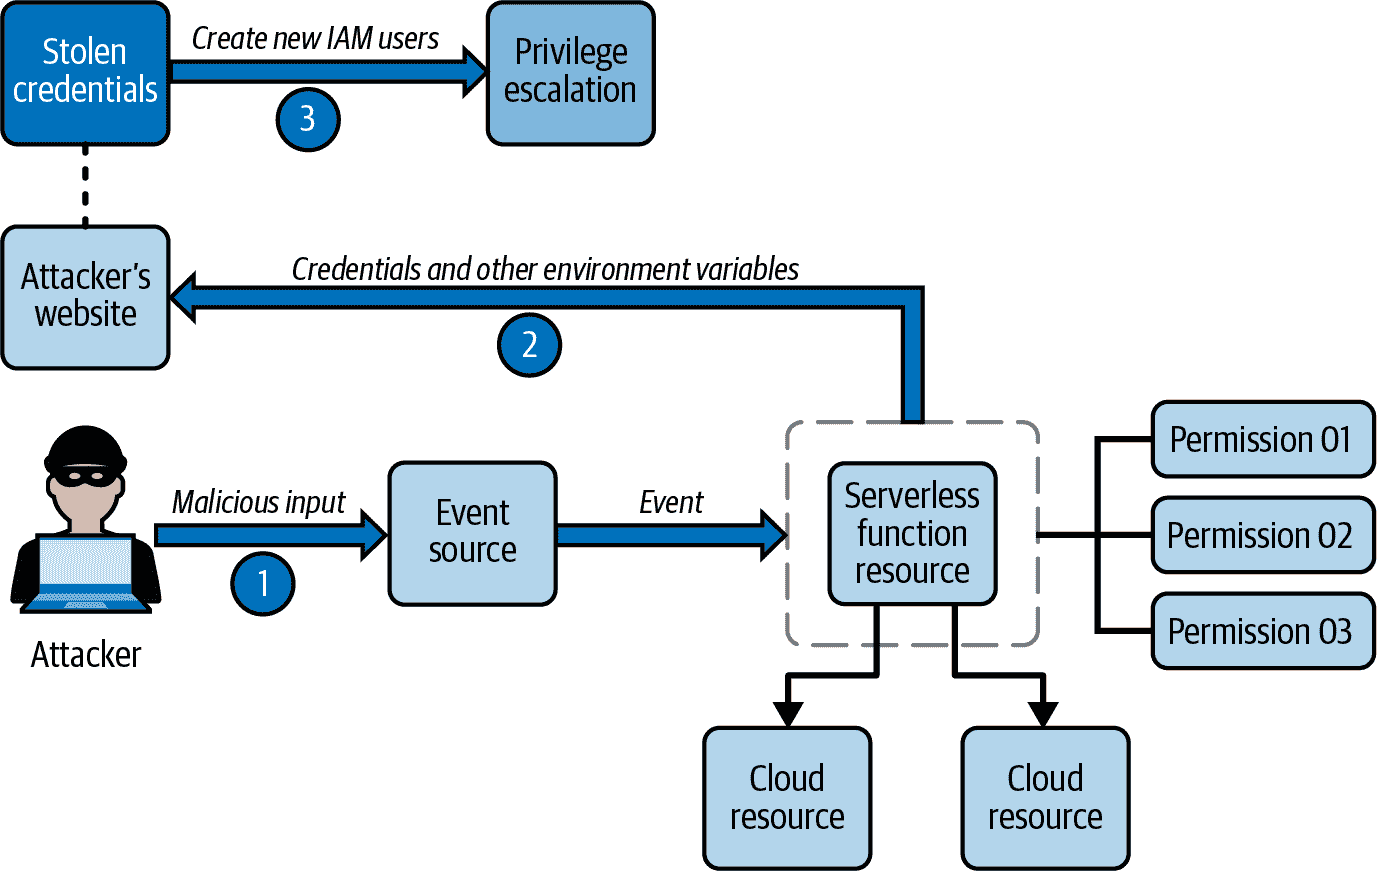 Stolen
credentials
Create new IAM users
3
Privilege
escalation
Attacker's
website
Credentials and other environment variables
2
Attacker
Malicious input
1
Event
source
Event
Serverless
function
resource
Permission 01
Permission 02
Permission 03
Cloud
resource
Cloud
resource